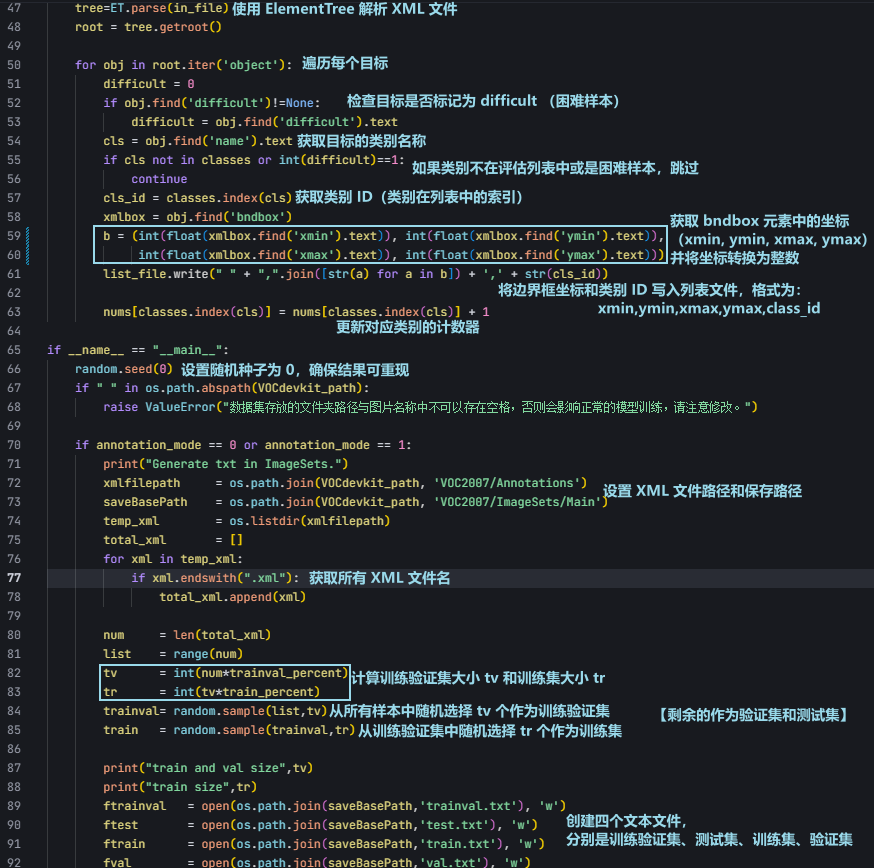 47 tree=ET.parse(in_file) 使用 ElementTree 解析 XML 文件
48 root = tree.getroot()
49
50 for obj in root.iter('object'): 遍历每个目标
51 difficult = 0
52 if obj.find('difficult')!=None: 检查目标是否标记为 difficult （困难样本）
53 difficult = obj.find('difficult').text
54 cls = obj.find('name').text 获取目标的类别名称
55 if cls not in classes or int(difficult)==1: 如果类别不在评估列表中或是困难样本，跳过
56 continue
57 cls_id = classes.index(cls) 获取类别 ID（类别在列表中的索引）
58 xmlbox = obj.find('bndbox')
获取 bndbox 元素中的坐标
59 b = (int(float(xmlbox.find('xmin').text)), int(float(xmlbox.find('ymin').text)), （xmin, ymin, xmax, ymax）
60 int(float(xmlbox.find('xmax').text)), int(float(xmlbox.find('ymax').text))) 并将坐标转换为整数
61 list_file.write(" " + ",".join([str(a) for a in b]) + ',' + str(cls_id))
62 将边界框坐标和类别 ID 写入列表文件，格式为：
63 nums[classes.index(cls)] = nums[classes.index(cls)] + 1 xmin,ymin,xmax,ymax,class_id
64 更新对应类别的计数器
65 if __name__ == "__main__":
66 random.seed(0) 设置随机种子为 0，确保结果可重现
67 if " " in os.path.abspath(VOCdevkit_path):
68 raise ValueError("数据集存放的文件夹路径与图片名称中不可以存在空格，否则会影响正常的模型训练，请注意修改。")
69
70 if annotation_mode == 0 or annotation_mode == 1:
71 print("Generate txt in ImageSets.")
72 xmlfilepath = os.path.join(VOCdevkit_path, 'VOC2007/Annotations')
设置 XML 文件路径和保存路径
73 saveBasePath = os.path.join(VOCdevkit_path, 'VOC2007/ImageSets/Main')
74 temp_xml = os.listdir(xmlfilepath)
75 total_xml = []
76 for xml in temp_xml:
77 if xml.endswith(".xml"): 获取所有 XML 文件名
78 total_xml.append(xml)
79
80 num = len(total_xml)
81 list = range(num)
82 tv = int(num*trainval_percent) 计算训练验证集大小 tv 和训练集大小 tr
83 tr = int(tv*train_percent)
84 trainval= random.sample(list,tv) 从所有样本中随机选择 tv 个作为训练验证集 【剩余的作为验证集和测试集】
85 train = random.sample(trainval,tr) 从训练验证集中随机选择 tr 个作为训练集
86
87 print("train and val size",tv)
88 print("train size",tr)
89 ftrainval = open(os.path.join(saveBasePath,'trainval.txt'), 'w')
90 ftest = open(os.path.join(saveBasePath,'test.txt'), 'w') 创建四个文本文件，
91 ftrain = open(os.path.join(saveBasePath,'train.txt'), 'w') 分别是训练验证集、测试集、训练集、验证集
92 fval = open(os.path.join(saveBasePath,'val.txt'), 'w')